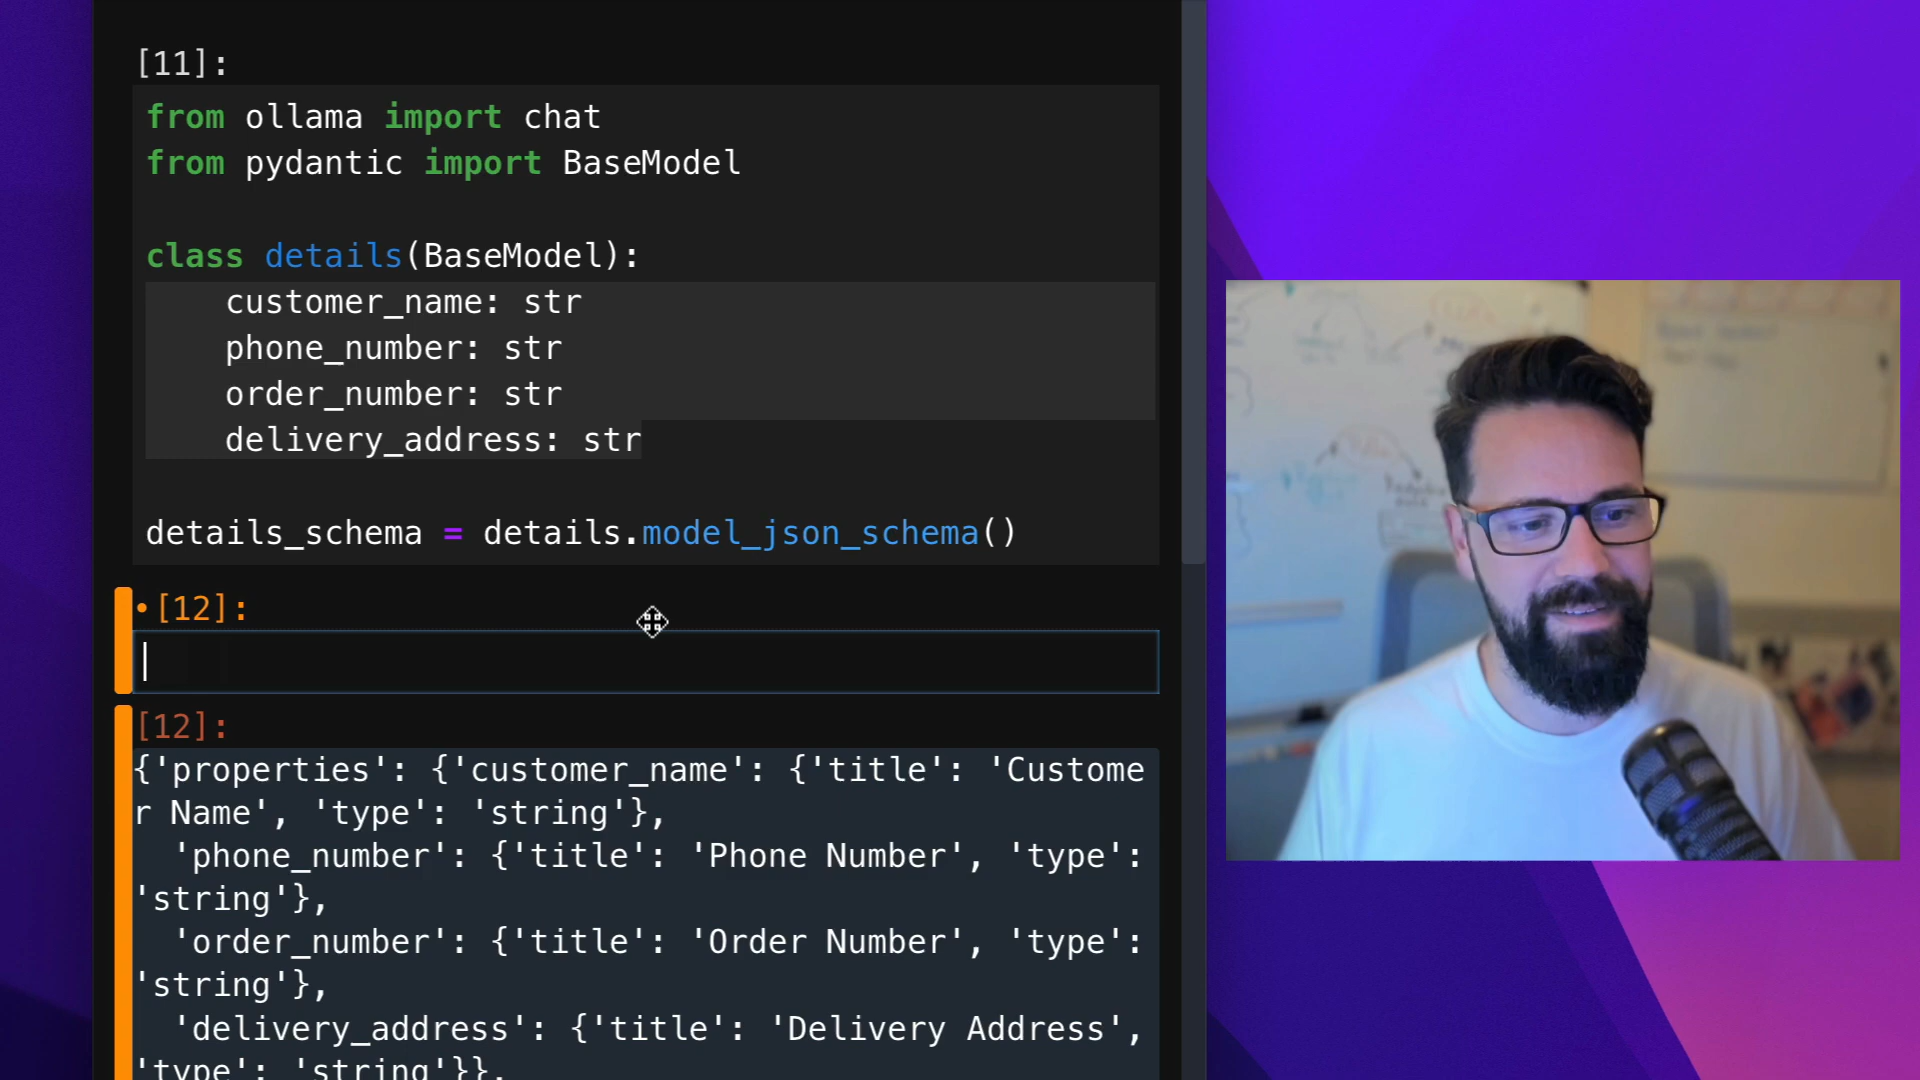 [11]:
from ollama import chat
from pydantic import BaseModel
class details(BaseModel):
    customer_name: str
    phone_number: str
    order_number: str
    delivery_address: str
details_schema = details.model_json_schema()
•[12]:
[12]:
{'properties': {'customer_name': {'title': 'Custome
r Name', 'type': 'string'},
  'phone_number': {'title': 'Phone Number', 'type':
'string'},
  'order_number': {'title': 'Order Number', 'type':
'string'},
  'delivery_address': {'title': 'Delivery Address',
'type': 'string'}},